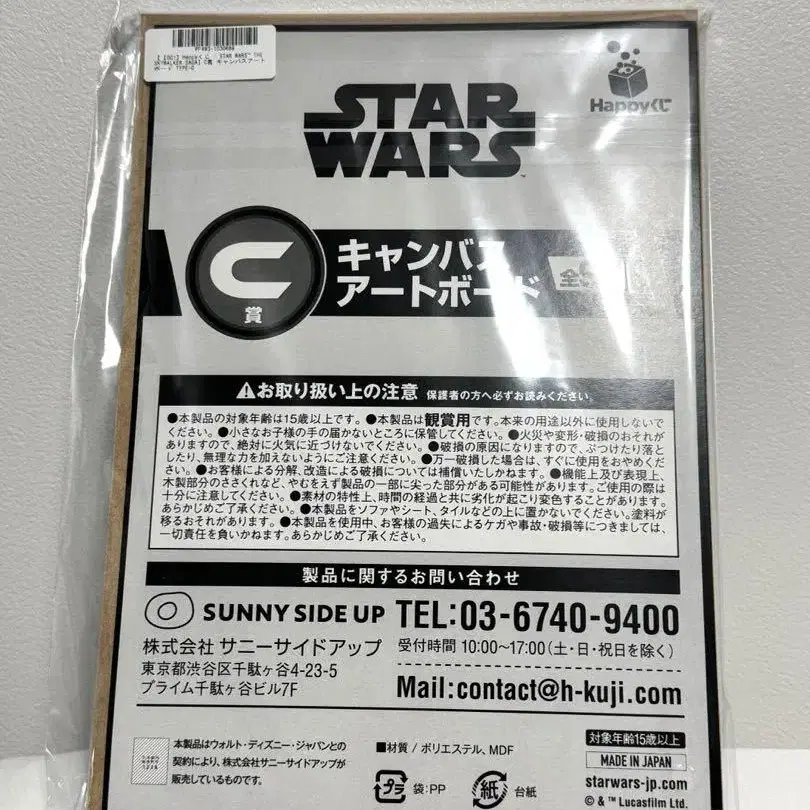 STAR WARS™ THE
SKYWALKER SAGA] C賞 キャンバスアート
ボード TYPE-C
STAR
WARS™
Happyくじ
C
賞
キャンバス
アートボード
お取り扱い上の注意 保護者の方へ必ずお読みください。
●本製品の対象年齢は15歳以上です。●本製品は観賞用です。本来の用途以外に使用しないで
ください。●小さなお子様の手の届かないところに保管してください。●火災や変形・破損のおそれが
ありますので、絶対に火気に近づけないでください。●破損の原因になりますので、ぶつけたり落と
したり、無理な力を加えないようにご注意ください。●万一破損した場合は、すぐに使用をおやめくだ
さい。●お客様による分解、改造による破損については補償いたしかねます。●機能上及び表現上、
木製部分のささくれなど、やむをえず製品の一部に尖った部分がある可能性があります。ご使用の際は
十分に注意してください。●素材の特性上、時間の経過と共に劣化が起こり変色することがあります。
あらかじめご了承ください。●本製品をソファやシート、タイルなどの上に置かないでください。塗料が
移るおそれがあります。●本製品を使用中、お客様の過失によるケガや事故・破損等につきましては、
一切責任を負いかねます。あらかじめご了承ください。
製品に関するお問い合わせ
SUNNY SIDE UP TEL:03-6740-9400
株式会社 サニーサイドアップ 受付時間 10:00〜17:00(土・日・祝日を除く)
東京都渋谷区千駄ヶ谷4-23-5
プライム千駄ヶ谷ビル7F
Mail:contact@h-kuji.com
本製品はウォルト・ディズニー・ジャパンとの
契約により、株式会社サニーサイドアップが
販売しているものです。
■材質 / ポリエステル、MDF
プラ 袋:PP 紙 台紙
対象年齢15歳以上
MADE IN JAPAN
starwars-jp.com
© & ™ Lucasfilm Ltd.